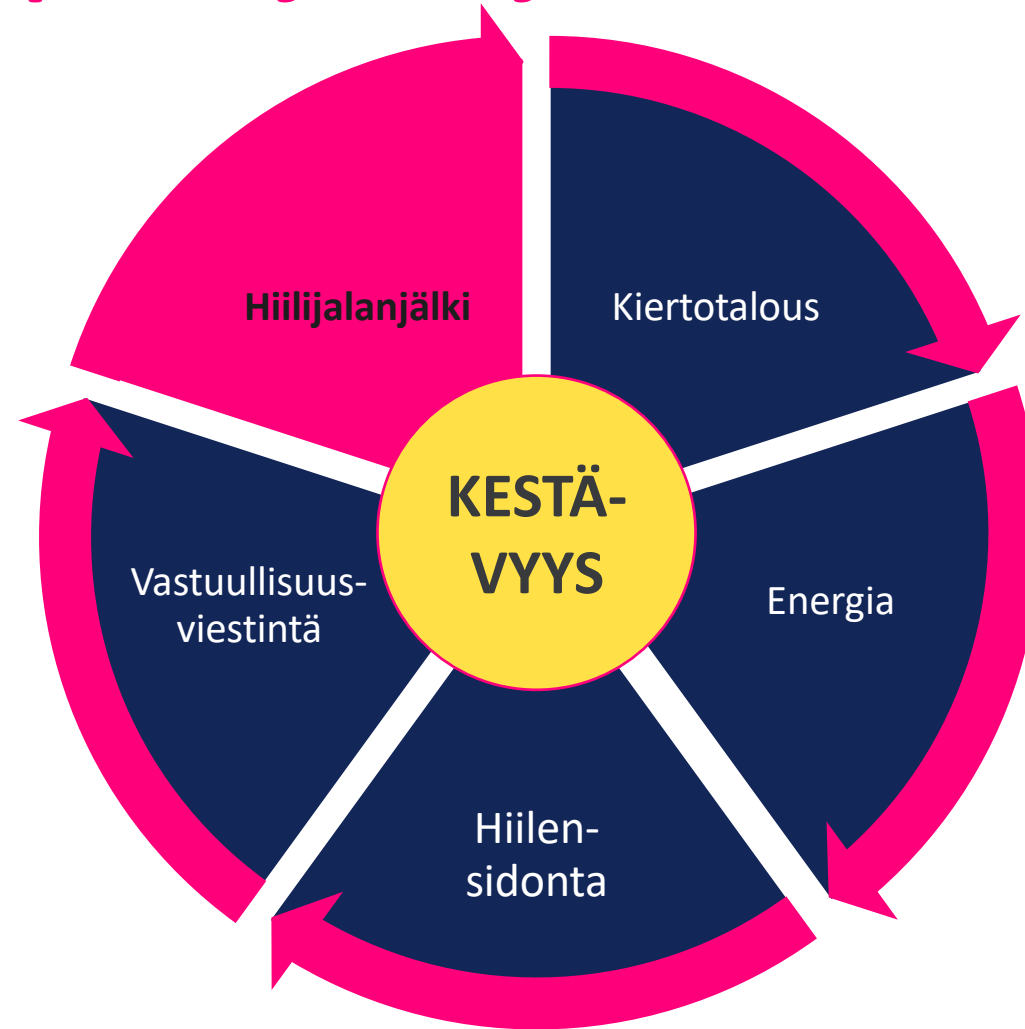 Hiilijalanjälki
Kiertotalous
KESTÄ-
VYYS
Vastuullisuus-
viestintä
Energia
Hiilen-
sidonta